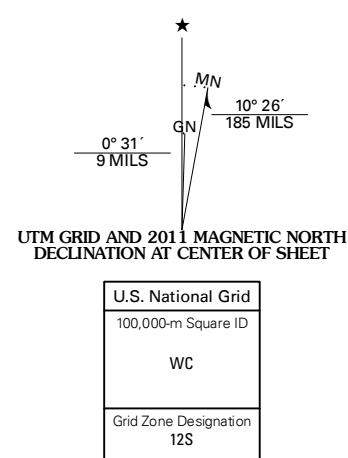 ★
MN
GN
10° 26´
185 MILS
0° 31´
9 MILS
UTM GRID AND 2011 MAGNETIC NORTH
DECLINATION AT CENTER OF SHEET
U.S. National Grid
100,000-m Square ID
WC
Grid Zone Designation
12S